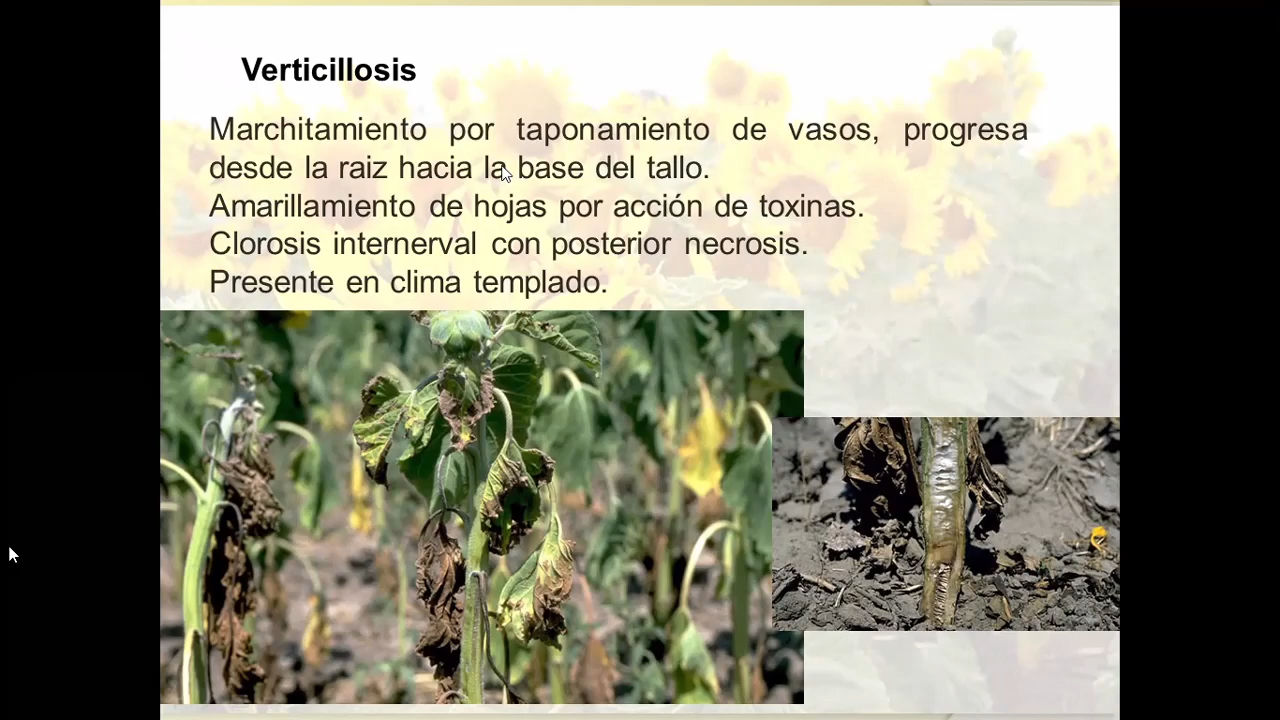 Verticillosis
Marchitamiento por taponamiento de vasos, progresa
desde la raiz hacia la base del tallo.
Amarillamiento de hojas por acción de toxinas.
Clorosis internerval con posterior necrosis.
Presente en clima templado.